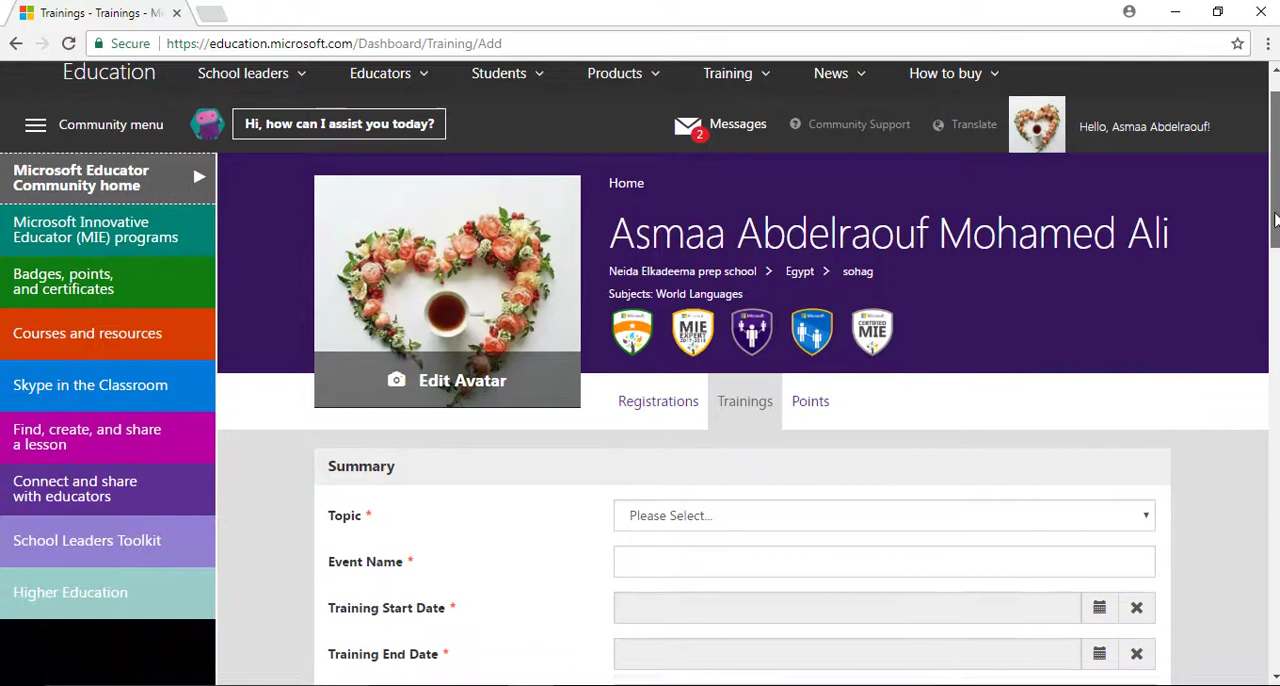 Trainings - Trainings - Mi
Secure
https://education.microsoft.com/Dashboard/Training/Add
Education
School leaders
Educators
Students
Products
Training
News
How to buy
Community menu
Hi, how can I assist you today?
2
Messages
Community Support
Translate
Hello, Asmaa Abdelraouf!
Microsoft Educator
Community home
Microsoft Innovative
Educator (MIE) programs
Badges, points,
and certificates
Courses and resources
Skype in the Classroom
Find, create, and share
a lesson
Connect and share
with educators
School Leaders Toolkit
Higher Education
Edit Avatar
Home
Asmaa Abdelraouf Mohamed Ali
Neida Elkadeema prep school
Egypt
sohag
Subjects: World Languages
MIE
EXPERT
CERTIFIED
MIE
Registrations
Trainings
Points
Summary
Topic *
Please Select...
Event Name *
Training Start Date *
Training End Date *